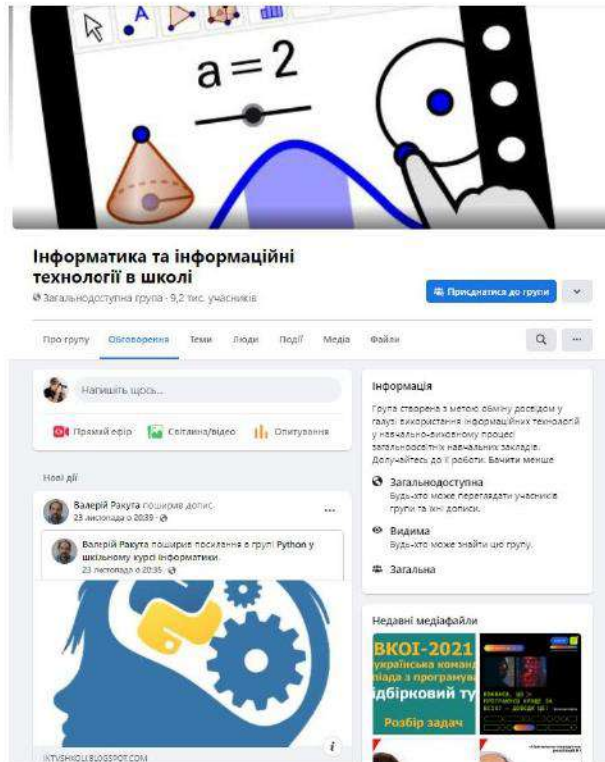 A
a = 2
Інформатика та інформаційні
технології в школі
Загальнодоступна група · 9,2 тис. учасників
Приєднатися до групи
Про групу Обговорення Теми Люди Події Медіа Файли
Напишіть щось...
Прямий ефір Світлина/відео Опитування
Нові дії
Валерій Ракута поширив допис.
23 листопада о 20:39 ·
Валерій Ракута поширив посилання в групі Python у
шкільному курсі інформатики.
23 листопада о 20:35 ·
IKTVSHKOLI.BLOGSPOT.COM
Інформація
Група створена з метою обміну досвідом у
галузі використання інформаційних технологій
у навчально-виховному процесі
загальноосвітніх навчальних закладів.
Долучайтесь до її роботи. Бачити менше
Загальнодоступна
Будь-хто може переглядати учасників
групи та їхні дописи.
Видима
Будь-хто може знайти цю групу.
Загальна
Недавні медіафайли
ВКОІ-2021
українська команд
піада з програмува
ідбірковий ту
Розбір задач